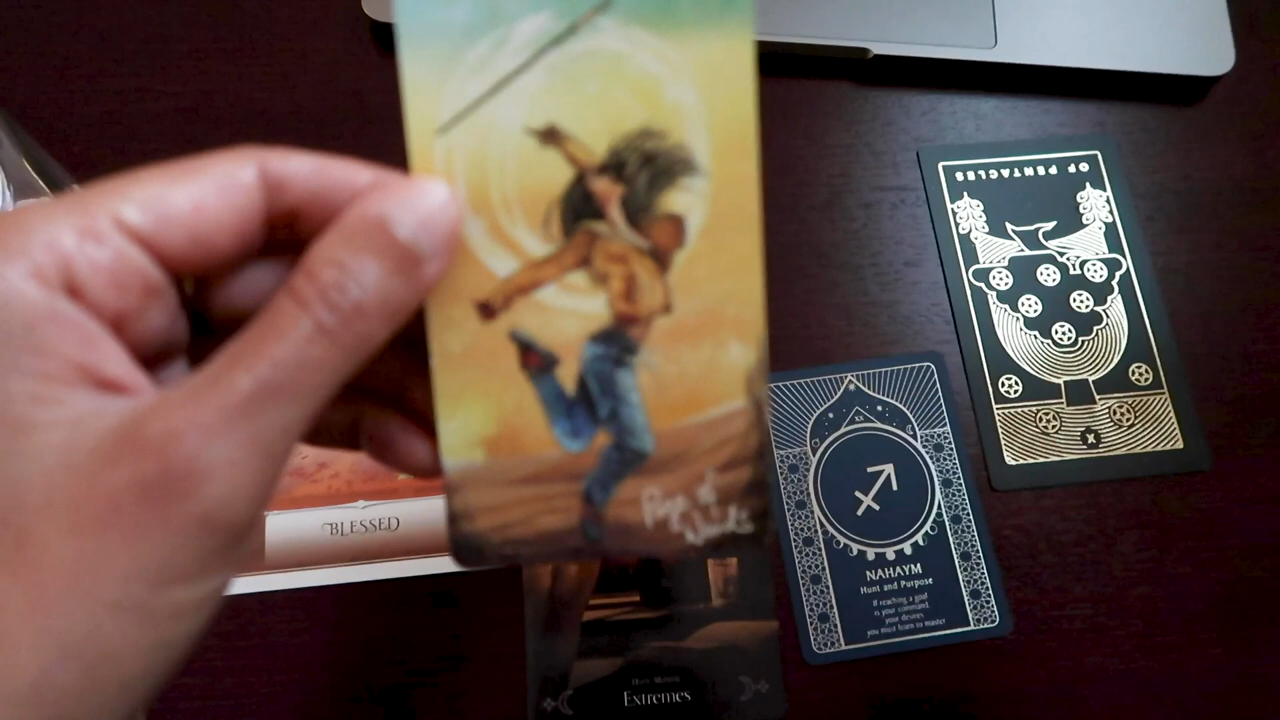 Page of
Wands
OF PENTACLES
X
BLESSED
XX
NAHAYM
Hunt and Purpose
If reaching a goal
is your command,
your desires
you must learn to master
Extremes